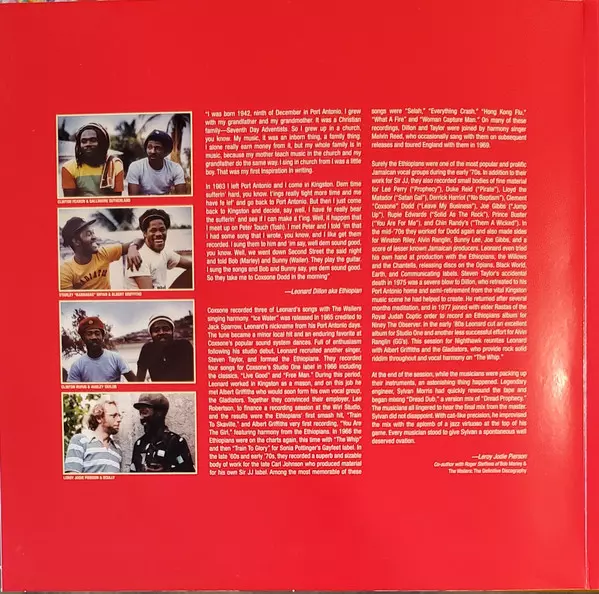 CLINTON FEARON & GALLIMORE SUTHERLAND
STANLEY "BARNABAS" BRYAN & ALBERT GRIFFITHS
CLINTON RUFUS & HARLEY TAYLOR
LEROY JODIE PIERSON & SCULLY
"I was born 1942, ninth of December in Port Antonio. I grew
with my grandfather and my grandmother. It was a Christian
family—Seventh Day Adventists. So I grew up in a church,
you know. My music, it was an inborn thing, a family thing.
I alone really earn money from it, but my whole family is in
music, because my mother teach music in the church and my
grandfather do the same way. I sing in church from I was a little
boy. That was my first inspiration in writing.
In 1963 I left Port Antonio and I come in Kingston. Dem time
sufferin' hard, you know, t'ings really tight more time and me
have fe lef' and go back to Port Antonio. But then I just come
back to Kingston and decide, say well, I have fe really bear
the sufferin' and see if I can make a t'ing. Well, it happen that
I meet up on Peter Touch (Tosh). I met Peter and I told 'im that
I had some song that I wrote, you know, and I like get them
recorded. I sung them to him and 'im say, well dem sound good,
you know. Well, we went down Second Street the said night
and told Bob (Marley) and Bunny (Wailer). They play the guitar.
I sung the songs and Bob and Bunny say, yes dem sound good.
So they take me to Coxsone Dodd in the morning"
—Leonard Dillon aka Ethiopian
Coxsone recorded three of Leonard's songs with The Wailers
singing harmony. "Ice Water" was released in 1965 credited to
Jack Sparrow, Leonard's nickname from his Port Antonio days.
The tune became a minor local hit and an enduring favorite at
Coxsone's popular sound system dances. Full of enthusiasm
following his studio debut, Leonard recruited another singer,
Steven Taylor, and formed the Ethiopians. They recorded
four songs for Coxsone's Studio One label in 1966 including
the classics, "Live Good" and "Free Man." During this period,
Leonard worked in Kingston as a mason, and on this job he
met Albert Griffiths who would soon form his own vocal group,
the Gladiators. Together they convinced their employer, Lee
Robertson, to finance a recording session at the WIRL Studio,
and the results were the Ethiopians' first smash hit, "Train
To Skaville," and Albert Griffiths very first recording, "You Are
The Girl," featuring harmony from the Ethiopians. In 1968 the
Ethiopians were on the charts again, this time with "The Whip"
and then "Train To Glory" for Sonia Pottinger's Gayfeet label. In
the late '60s and early '70s, they recorded a superb and sizable
body of work for the late Carl Johnson who produced material
for his own Sir JJ label. Among the most memorable of these
songs were "Selah," "Everything Crash," "Hong Kong Flu,"
"What A Fire" and "Woman Capture Man." On many of these
recordings, Dillon and Taylor were joined by harmony singer
Melvin Reed, who occasionally sang with them on subsequent
releases and toured England with them in 1969.
Surely the Ethiopians were one of the most popular and prolific
Jamaican vocal groups during the early '70s. In addition to their
work for Sir JJ, they also recorded small bodies of fine material
for Lee Perry ("Prophecy"), Duke Reid ("Pirate"), Lloyd the
Matador ("Satan Gal"), Derrick Harriot ("No Baptism"), Clement
"Coxsone" Dodd ("Leave My Business"), Joe Gibbs ("Jump
Up"), Rupie Edwards ("Solid As The Rock"), Prince Buster
("You Are For Me"), and Chin Randy's ("Them A Wicked"). In
the mid-'70s they worked for Dodd again and also made sides
for Winston Riley, Alvin Ranglin, Bunny Lee, Joe Gibbs, and a
score of lesser known Jamaican producers. Leonard even tried
his own hand at production with the Ethiopians, the Willows
and the Chantells, releasing discs on the Opians, Black World,
Earth, and Communicating labels. Steven Taylor's accidental
death in 1975 was a severe blow to Dillon, who retreated to his
Port Antonio home and semi-retirement from the vital Kingston
music scene he had helped to create. He returned after several
months meditation, and in 1977 joined with elder Rastas of the
Royal Judah Coptic order to record an Ethiopians album for
Niney The Observer. In the early '80s Leonard cut an excellent
album for Studio One and another less successful effort for Alvin
Ranglin (GG's). This session for Nighthawk reunites Leonard
with Albert Griffiths and the Gladiators, who provide rock solid
riddims throughout and vocal harmony on "The Whip."
At the end of the session, while the musicians were packing up
their instruments, an astonishing thing happened. Legendary
engineer, Sylvan Morris had quickly rewound the tape and
began mixing "Dread Dub," a version mix of "Dread Prophecy."
The musicians all lingered to hear the final mix from the master.
Sylvan did not disappoint. With cat-like precision, he improvised
the mix with the aplomb of a jazz virtuoso at the top of his
game. Every musician stood to give Sylvan a spontaneous well
deserved ovation.
—Leroy Jodie Pierson
Co-author with Roger Steffens of Bob Marley &
The Wailers: The Definitive Discography